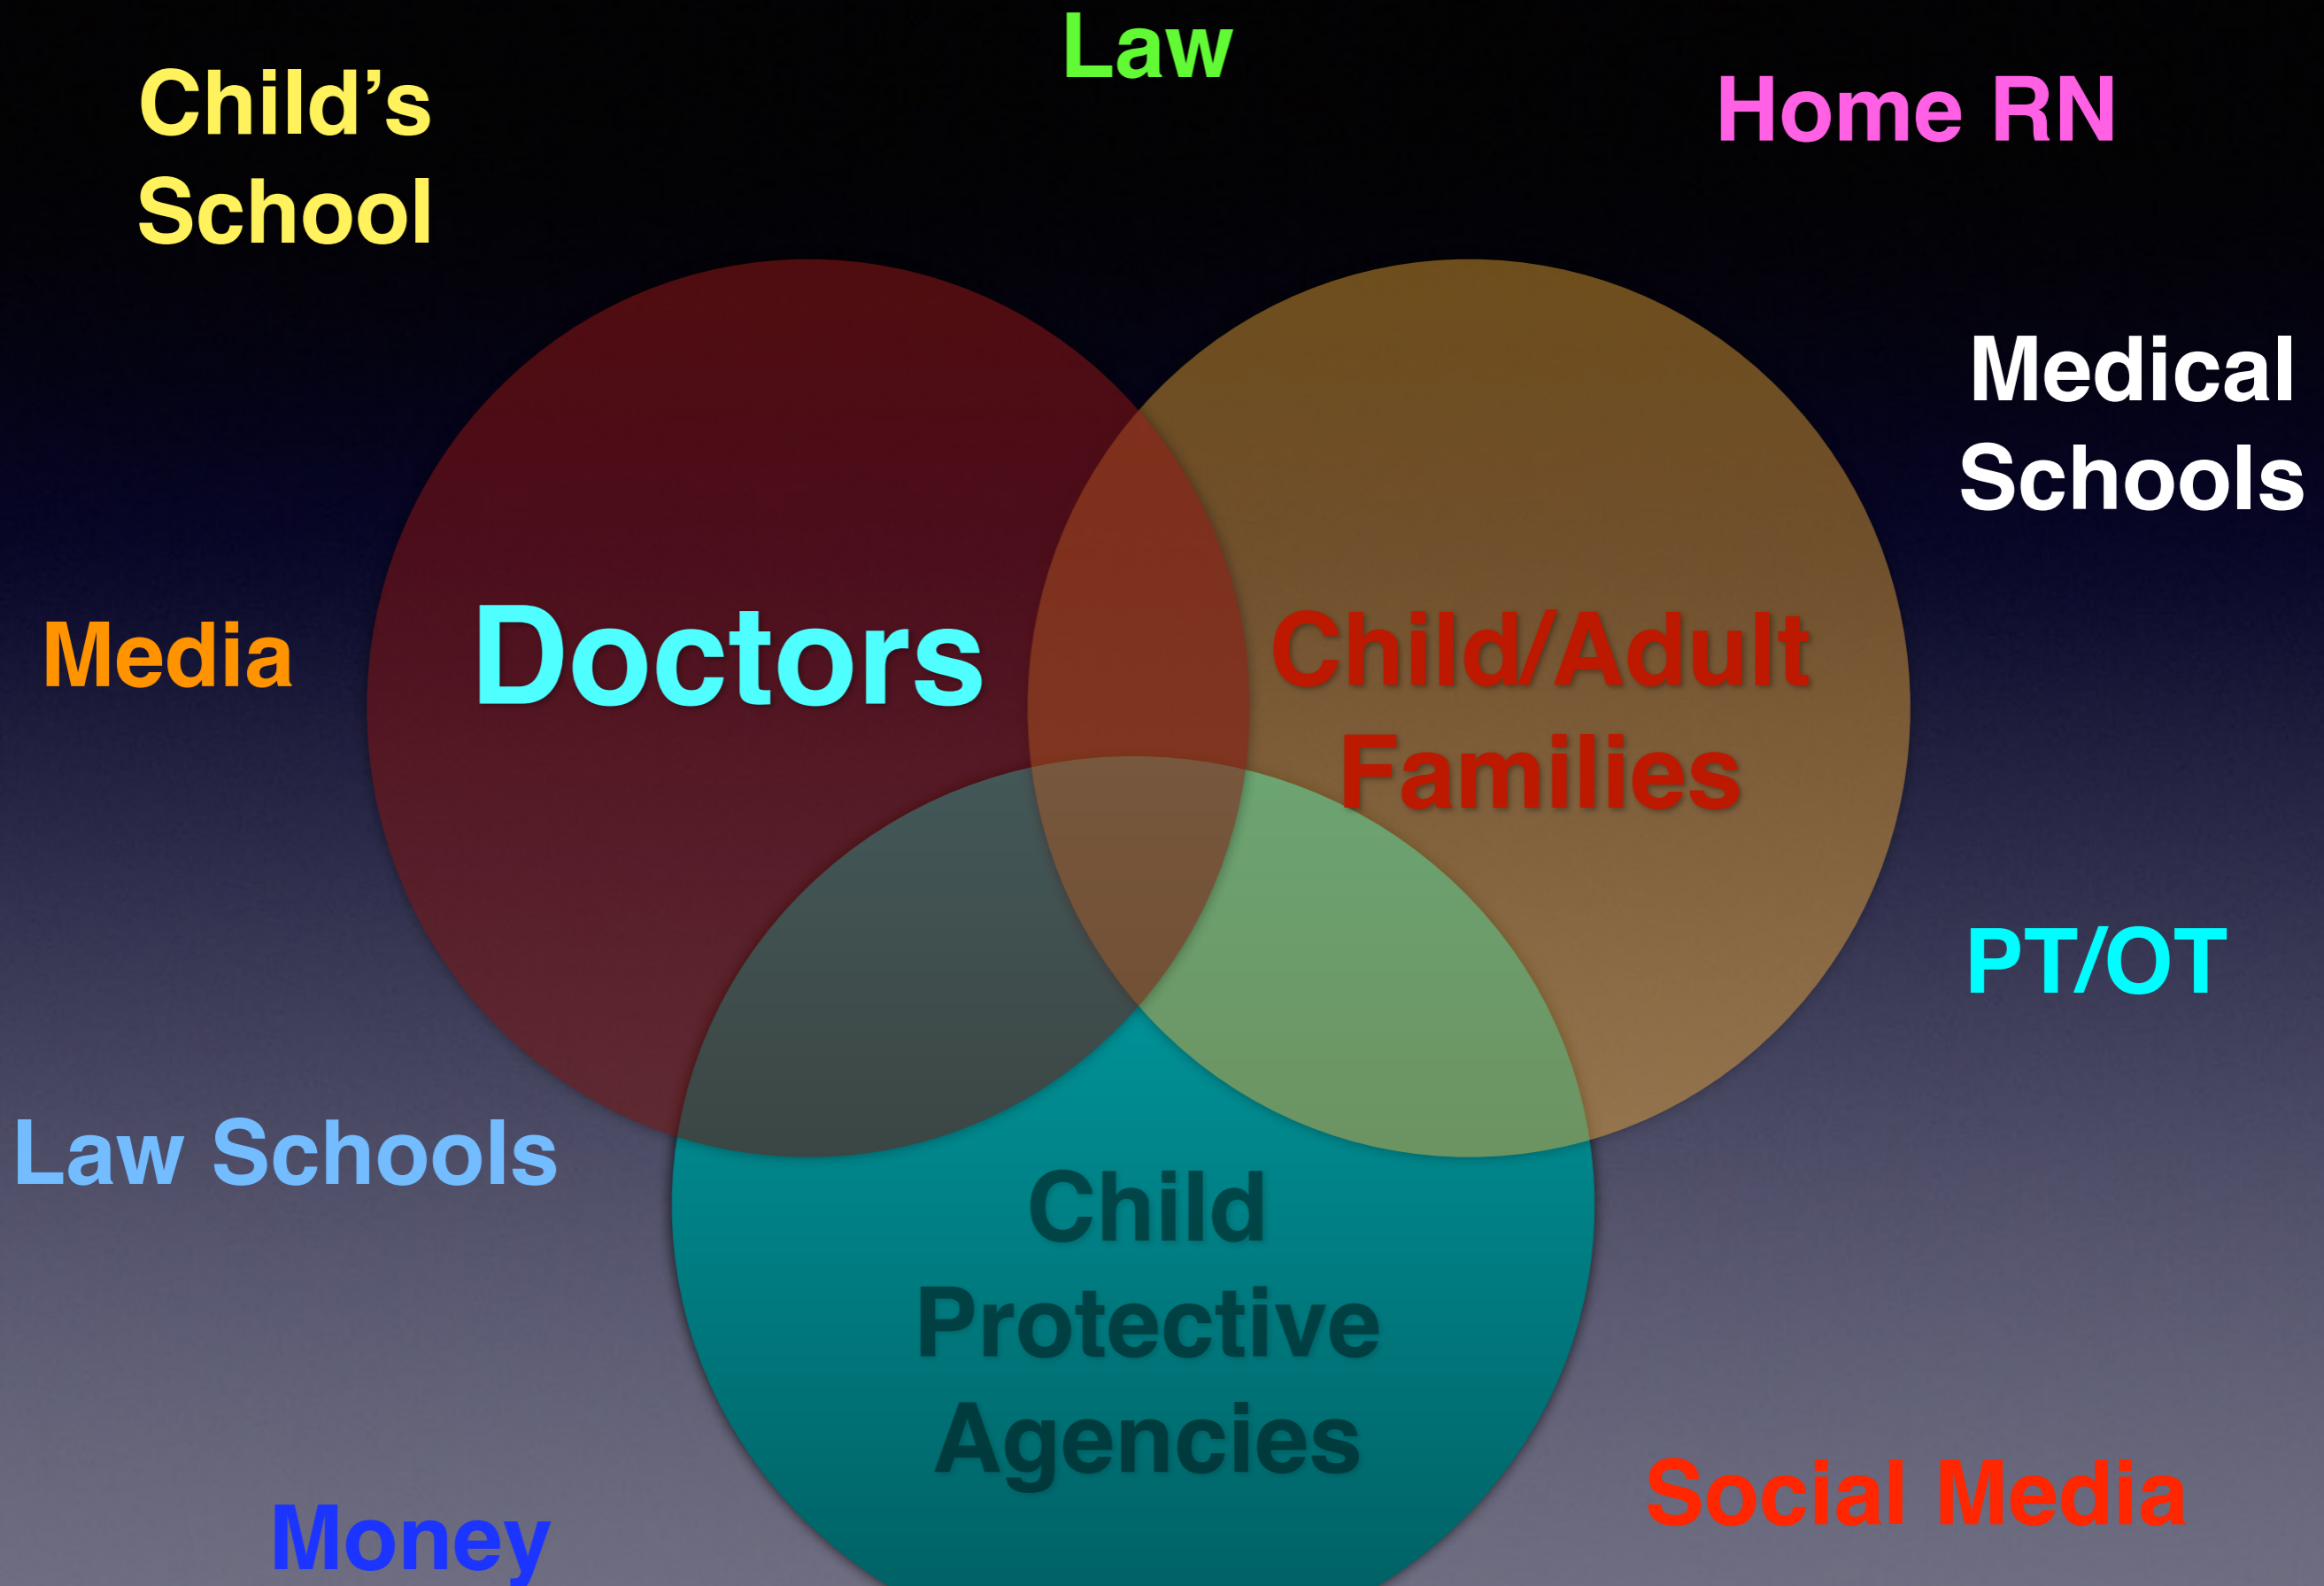 Law
Child’s
School
Home RN
Medical
Schools
Media
Doctors
Child/Adult
Families
PT/OT
Law Schools
Child
Protective
Agencies
Social Media
Money